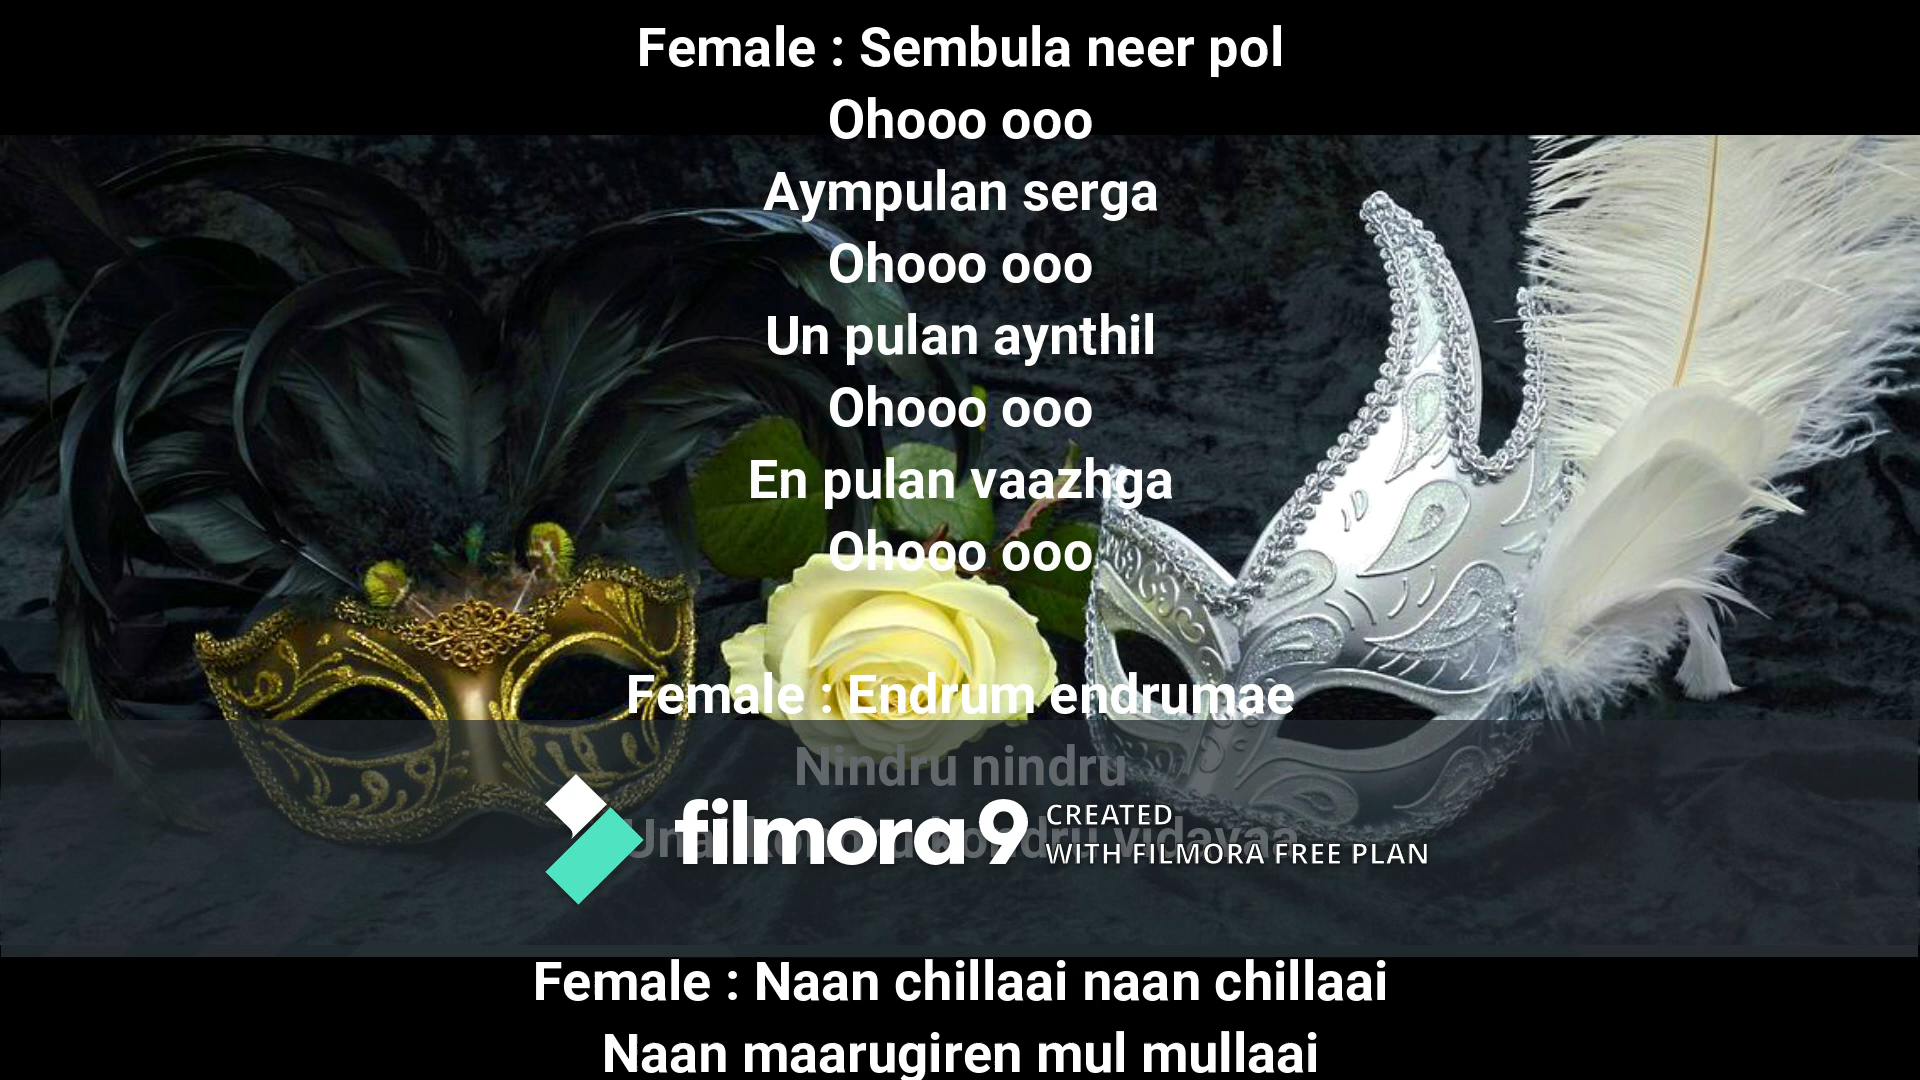 Female : Sembula neer pol
Ohooo ooo
Aympulan serga
Ohooo ooo
Un pulan aynthil
Ohooo ooo
En pulan vaazhga
Ohooo ooo
Female : Endrum endrumae
Nindru nindru
kondru vidavaa
filmora9 CREATED
WITH FILMORA FREE PLAN
Female : Naan chillaai naan chillaai
Naan maarugiren mul mullaai